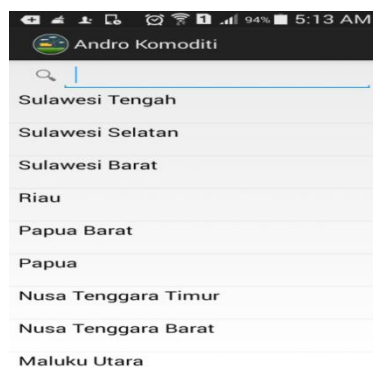 94% 5:13 AM
Andro Komoditi
Sulawesi Tengah
Sulawesi Selatan
Sulawesi Barat
Riau
Papua Barat
Papua
Nusa Tenggara Timur
Nusa Tenggara Barat
Maluku Utara